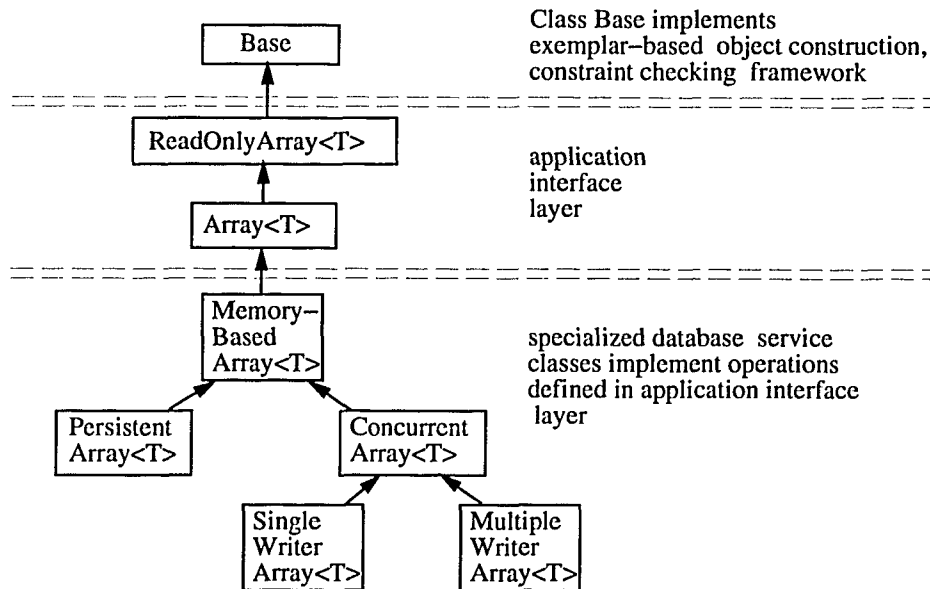 Base
Class Base implements
exemplar–based object construction,
constraint checking framework
ReadOnlyArray<T>
Array<T>
application
interface
layer
Memory–
Based
Array<T>
specialized database service
classes implement operations
defined in application interface
layer
Persistent
Array<T>
Concurrent
Array<T>
Single
Writer
Array<T>
Multiple
Writer
Array<T>